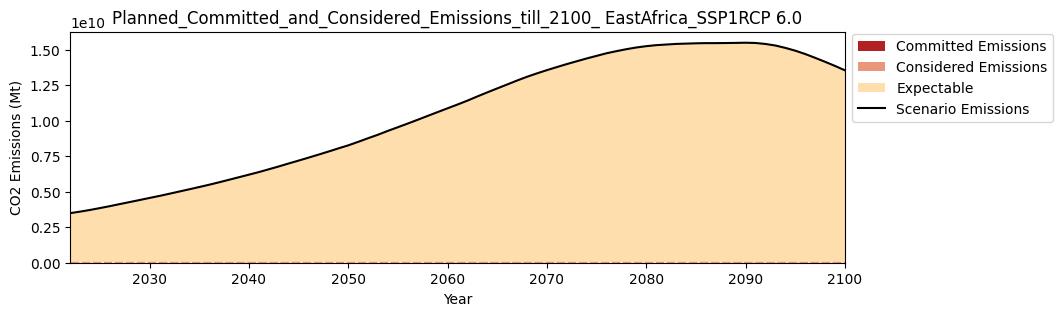 Planned_Committed_and_Considered_Emissions_till_2100_ EastAfrica_SSP1RCP 6.0
1e10
1.50
1.25
1.00
0.75
0.50
0.25
0.00
CO2 Emissions (Mt)
2030 2040 2050 2060 2070 2080 2090 2100
Year
Committed Emissions
Considered Emissions
Expectable
Scenario Emissions